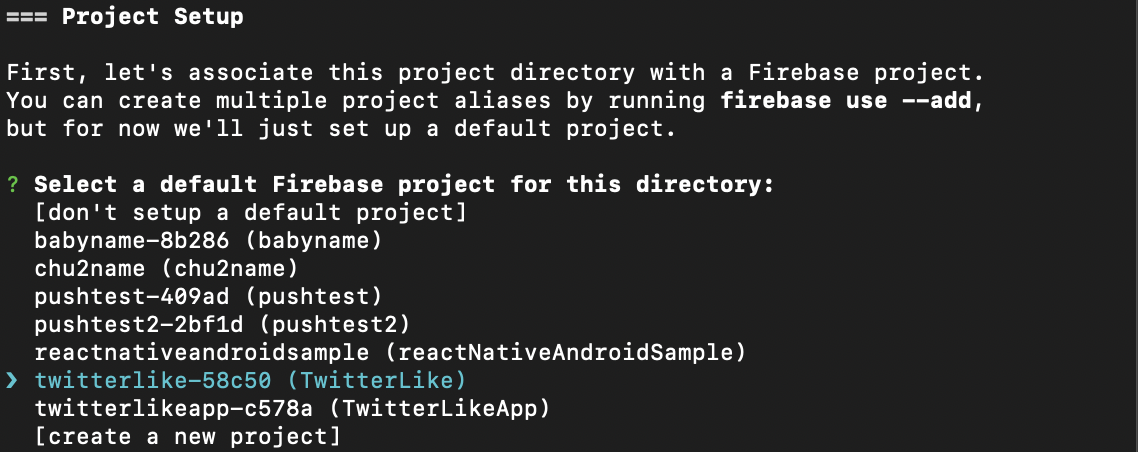 === Project Setup
First, let's associate this project directory with a Firebase project.
You can create multiple project aliases by running firebase use --add,
but for now we'll just set up a default project.
? Select a default Firebase project for this directory:
[don't setup a default project]
babyname-8b286 (babyname)
chu2name (chu2name)
pushtest-409ad (pushtest)
pushtest2-2bf1d (pushtest2)
reactnativeandroidsample (reactNativeAndroidSample)
❯ twitterlike-58c50 (TwitterLike)
twitterlikeapp-c578a (TwitterLikeApp)
[create a new project]